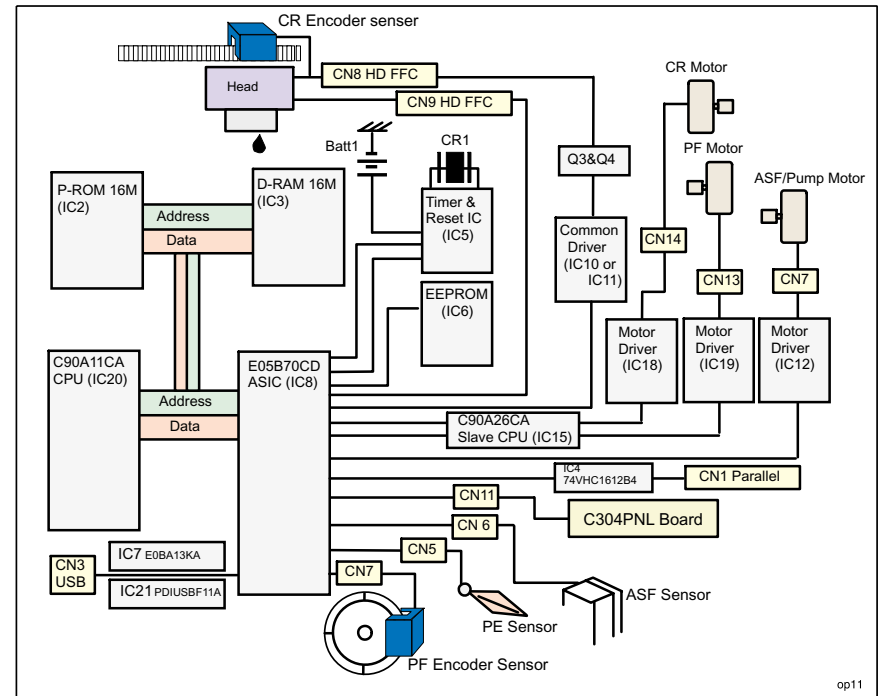 CR Encoder senser
CN8 HD FFC
CR Motor
Head
CN9 HD FFC
Batt1
CR1
PF Motor
Q3&Q4
ASF/Pump Motor
P-ROM 16M
(IC2)
D-RAM 16M
(IC3)
Address
Data
Timer &
Reset IC
(IC5)
Common
Driver
(IC10 or
IC11)
CN14
CN13
CN7
EEPROM
(IC6)
Motor
Driver
(IC18)
Motor
Driver
(IC19)
Motor
Driver
(IC12)
C90A11CA
CPU (IC20)
E05B70CD
ASIC (IC8)
Address
Data
C90A26CA
Slave CPU (IC15)
IC4
74VHC1612B4
CN1 Parallel
CN11
C304PNL Board
CN 6
CN5
CN3
USB
IC7 E0BA13KA
IC21 PDIUSBF11A
CN7
ASF Sensor
PE Sensor
PF Encoder Sensor
op11